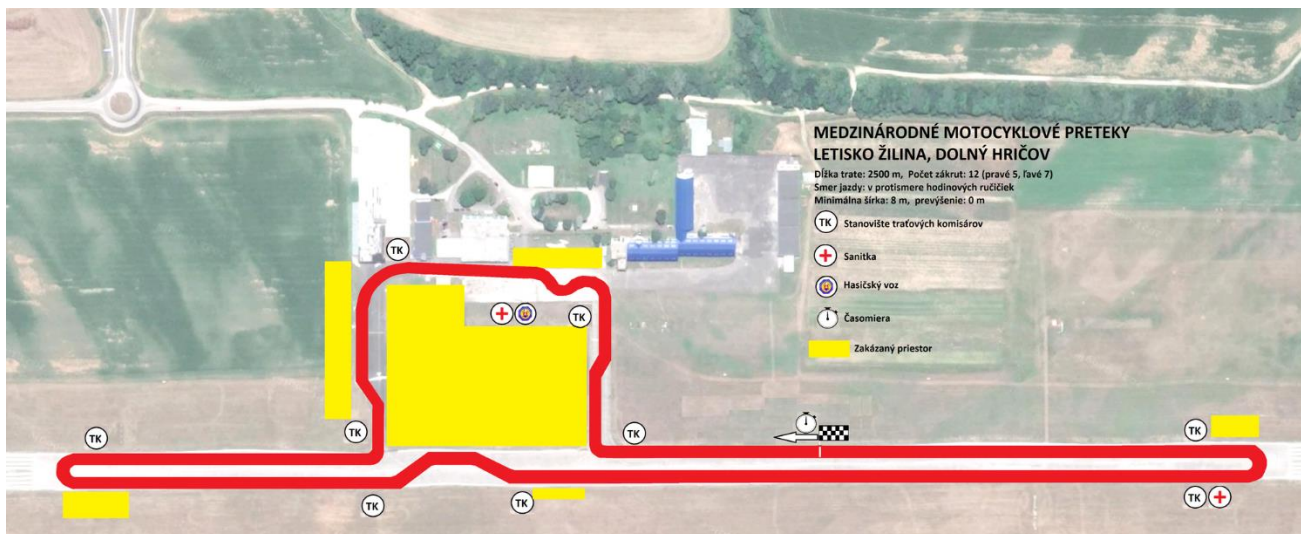 MEDZINÁRODNÉ MOTOCYKLOVÉ PRETEKY
LETISKO ŽILINA, DOLNÝ HRIČOV
Dĺžka trate: 2500 m, Počet zákrut: 12 (pravé 5, ľavé 7)
Smer jazdy: v protismere hodinových ručičiek
Minimálna šírka: 8 m, prevýšenie: 0 m
TK Stanovište traťových komisárov
Sanitka
Hasičský voz
Časomiera
Zakázaný priestor
TK
TK
TK
TK
TK
TK
TK
TK
TK